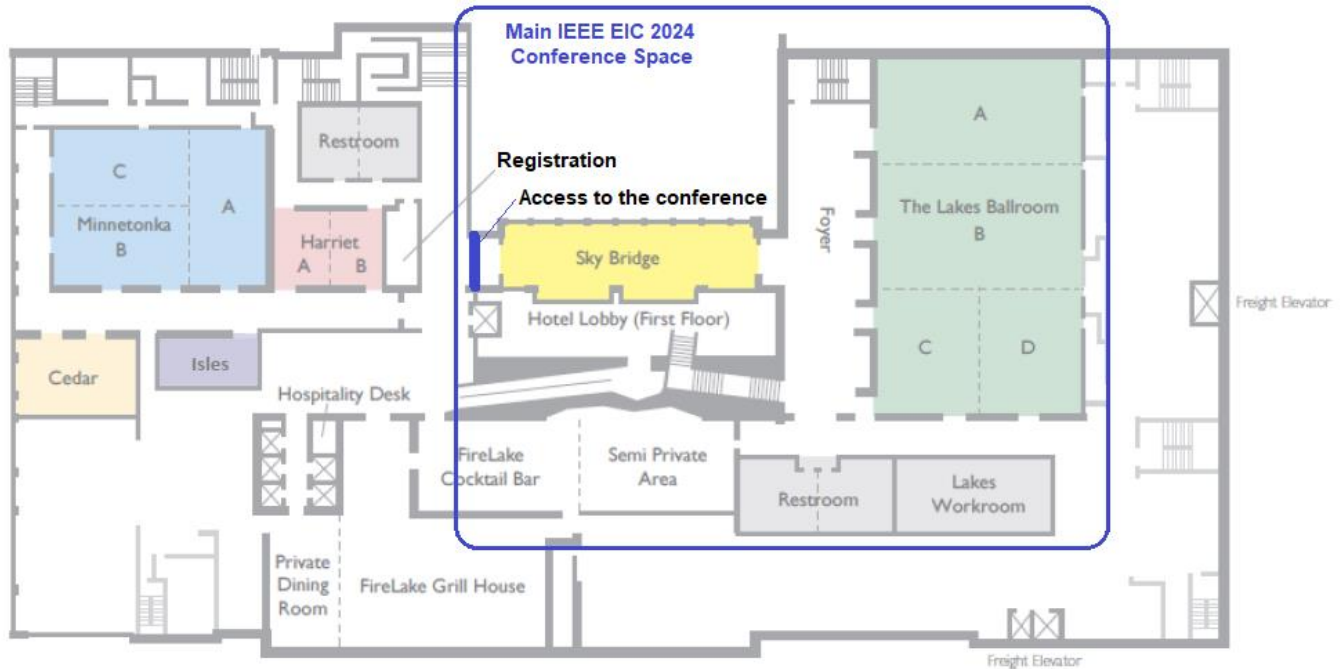 Main IEEE EIC 2024
Conference Space
A
Restroom
Registration
C
Access to the conference
A
Minnetonka
B
Harriet
A B
Foyer
The Lakes Ballroom
B
Sky Bridge
Freight Elevator
Hotel Lobby (First Floor)
C D
Isles
Cedar
Hospitality Desk
FireLake
Cocktail Bar
Semi Private
Area
Restroom
Lakes
Workroom
Private
Dining
Room
FireLake Grill House
Freight Elevator